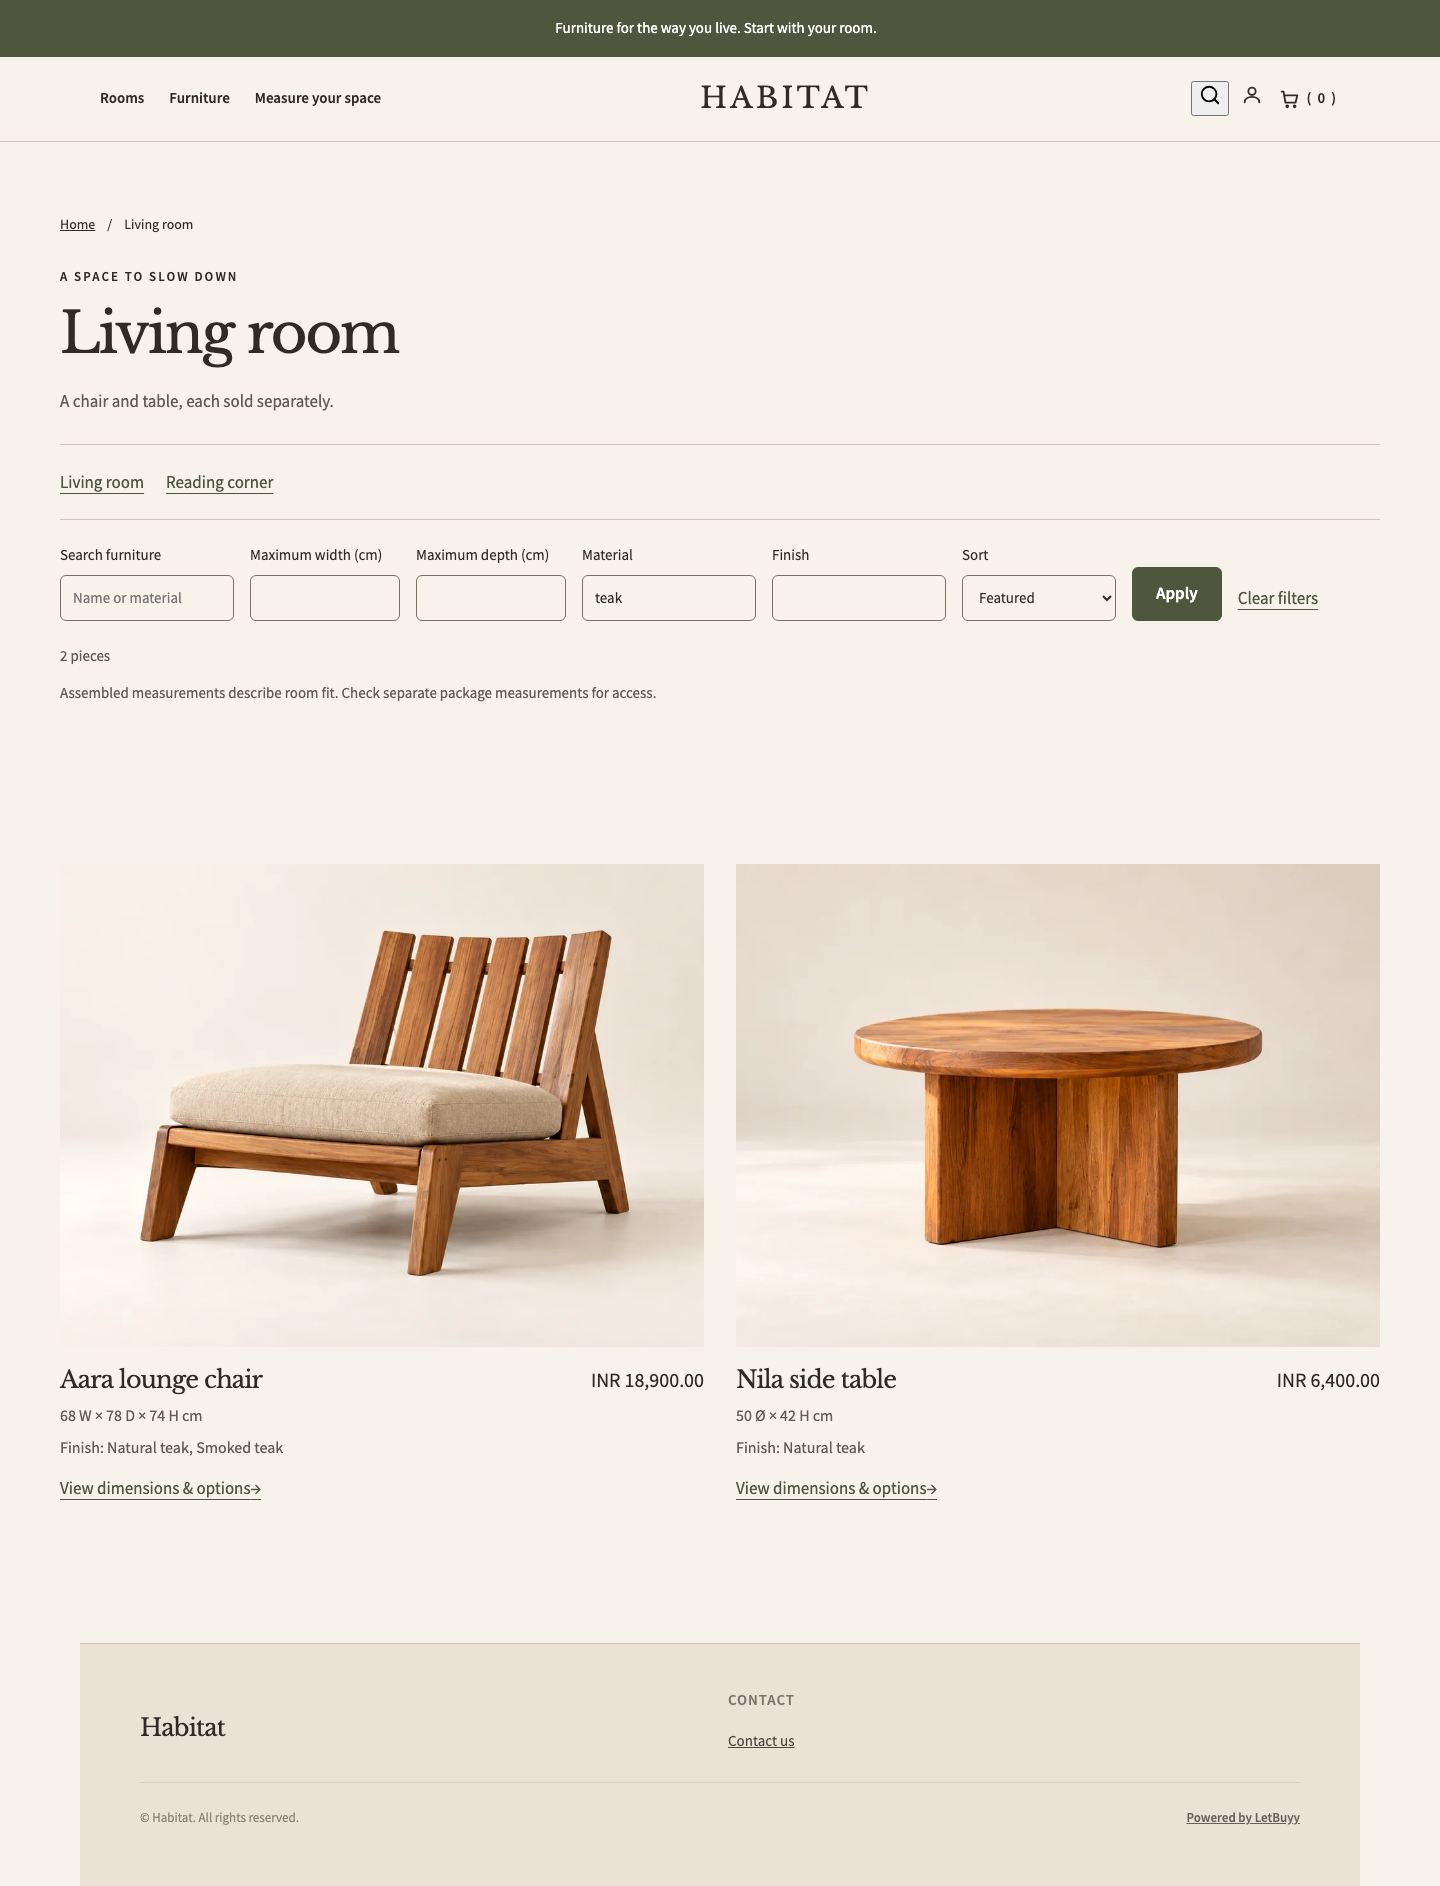 Furniture for the way you live. Start with your room.
Rooms Furniture Measure your space HABITAT ( 0 )
Home / Living room
A SPACE TO SLOW DOWN
Living room
A chair and table, each sold separately.
Living room Reading corner
Search furniture Maximum width (cm) Maximum depth (cm) Material Finish Sort
Name or material teak Featured Apply Clear filters
2 pieces
Assembled measurements describe room fit. Check separate package measurements for access.
Aara lounge chair INR 18,900.00
68 W × 78 D × 74 H cm
Finish: Natural teak, Smoked teak
View dimensions & options→
Nila side table INR 6,400.00
50 Ø × 42 H cm
Finish: Natural teak
View dimensions & options→
Habitat
CONTACT
Contact us
© Habitat. All rights reserved. Powered by LetBuyy